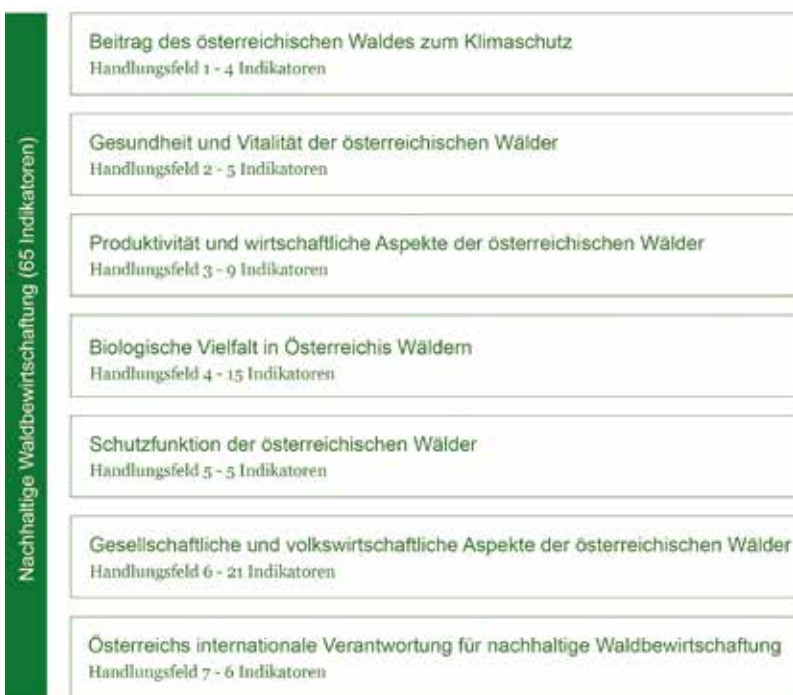 Nachhaltige Waldbewirtschaftung (65 Indikatoren)
Beitrag des österreichischen Waldes zum Klimaschutz
Handlungsfeld 1 - 4 Indikatoren
Gesundheit und Vitalität der österreichischen Wälder
Handlungsfeld 2 - 5 Indikatoren
Produktivität und wirtschaftliche Aspekte der österreichischen Wälder
Handlungsfeld 3 - 9 Indikatoren
Biologische Vielfalt in Österreichis Wäldern
Handlungsfeld 4 - 15 Indikatoren
Schutzfunktion der österreichischen Wälder
Handlungsfeld 5 - 5 Indikatoren
Gesellschaftliche und volkswirtschaftliche Aspekte der österreichischen Wälder
Handlungsfeld 6 - 21 Indikatoren
Österreichs internationale Verantwortung für nachhaltige Waldbewirtschaftung
Handlungsfeld 7 - 6 Indikatoren